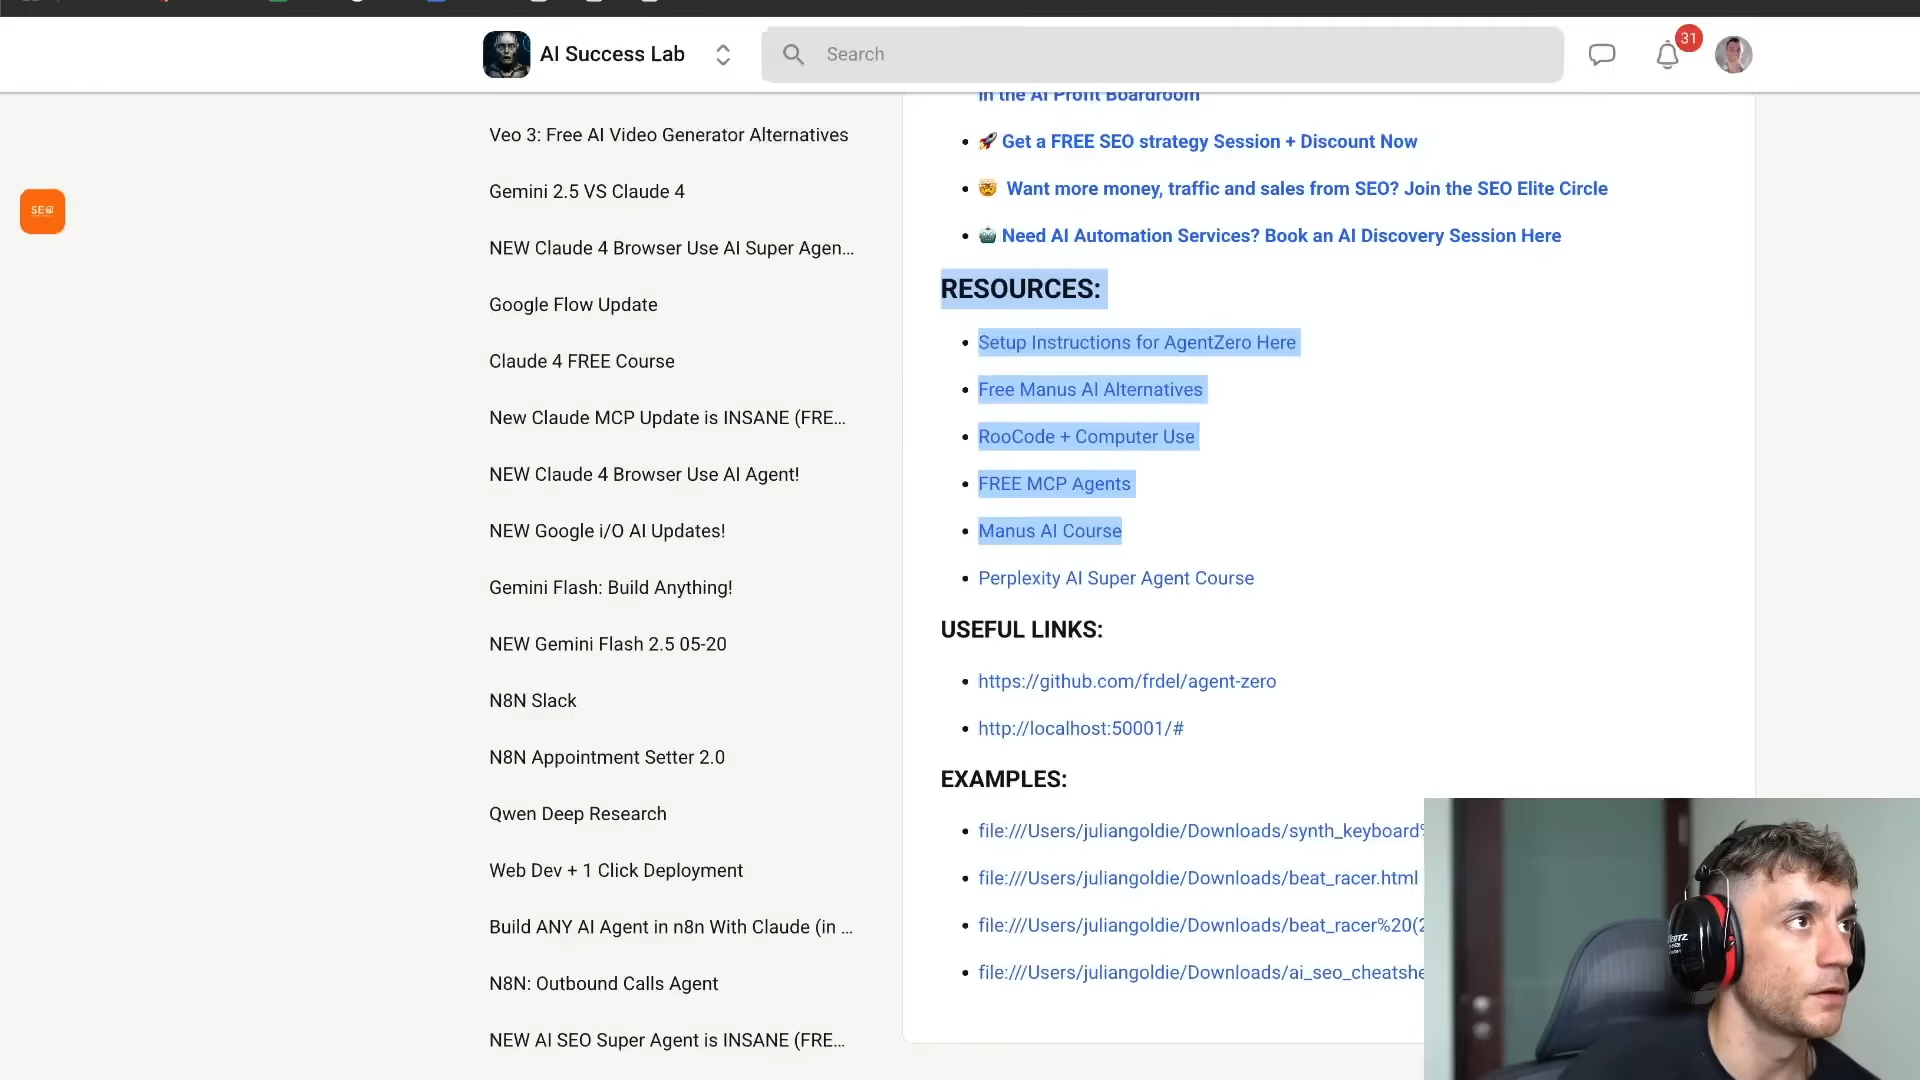 AI Success Lab
Search
31
SEO
Veo 3: Free AI Video Generator Alternatives
Gemini 2.5 VS Claude 4
NEW Claude 4 Browser Use AI Super Agen...
Google Flow Update
Claude 4 FREE Course
New Claude MCP Update is INSANE (FRE...
NEW Claude 4 Browser Use AI Agent!
NEW Google i/O AI Updates!
Gemini Flash: Build Anything!
NEW Gemini Flash 2.5 05-20
N8N Slack
N8N Appointment Setter 2.0
Qwen Deep Research
Web Dev + 1 Click Deployment
Build ANY AI Agent in n8n With Claude (in ...
N8N: Outbound Calls Agent
NEW AI SEO Super Agent is INSANE (FRE...
in the AI Profit Boardroom
🚀 Get a FREE SEO strategy Session + Discount Now
🤯 Want more money, traffic and sales from SEO? Join the SEO Elite Circle
🤖 Need AI Automation Services? Book an AI Discovery Session Here
RESOURCES:
Setup Instructions for AgentZero Here
Free Manus AI Alternatives
RooCode + Computer Use
FREE MCP Agents
Manus AI Course
Perplexity AI Super Agent Course
USEFUL LINKS:
https://github.com/frdel/agent-zero
http://localhost:50001/#
EXAMPLES:
file:///Users/juliangoldie/Downloads/synth_keyboard%
file:///Users/juliangoldie/Downloads/beat_racer.html
file:///Users/juliangoldie/Downloads/beat_racer%20(2
file:///Users/juliangoldie/Downloads/ai_seo_cheatshe